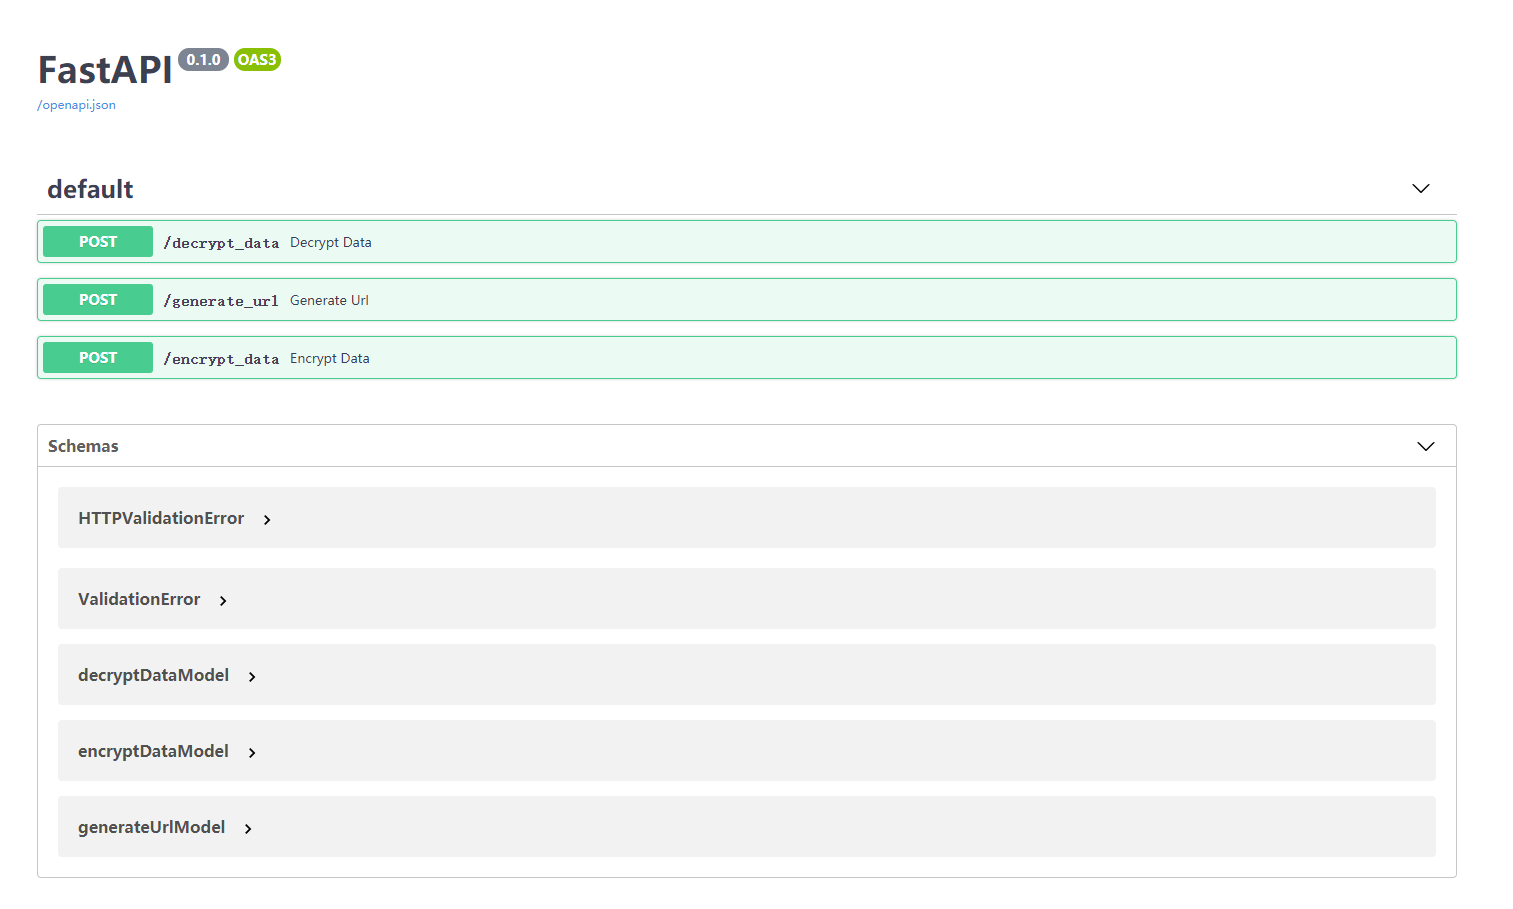 FastAPI 0.1.0 OAS3
/openapi.json
default
POST /decrypt_data Decrypt Data
POST /generate_url Generate Url
POST /encrypt_data Encrypt Data
Schemas
HTTPValidationError
ValidationError
decryptDataModel
encryptDataModel
generateUrlModel